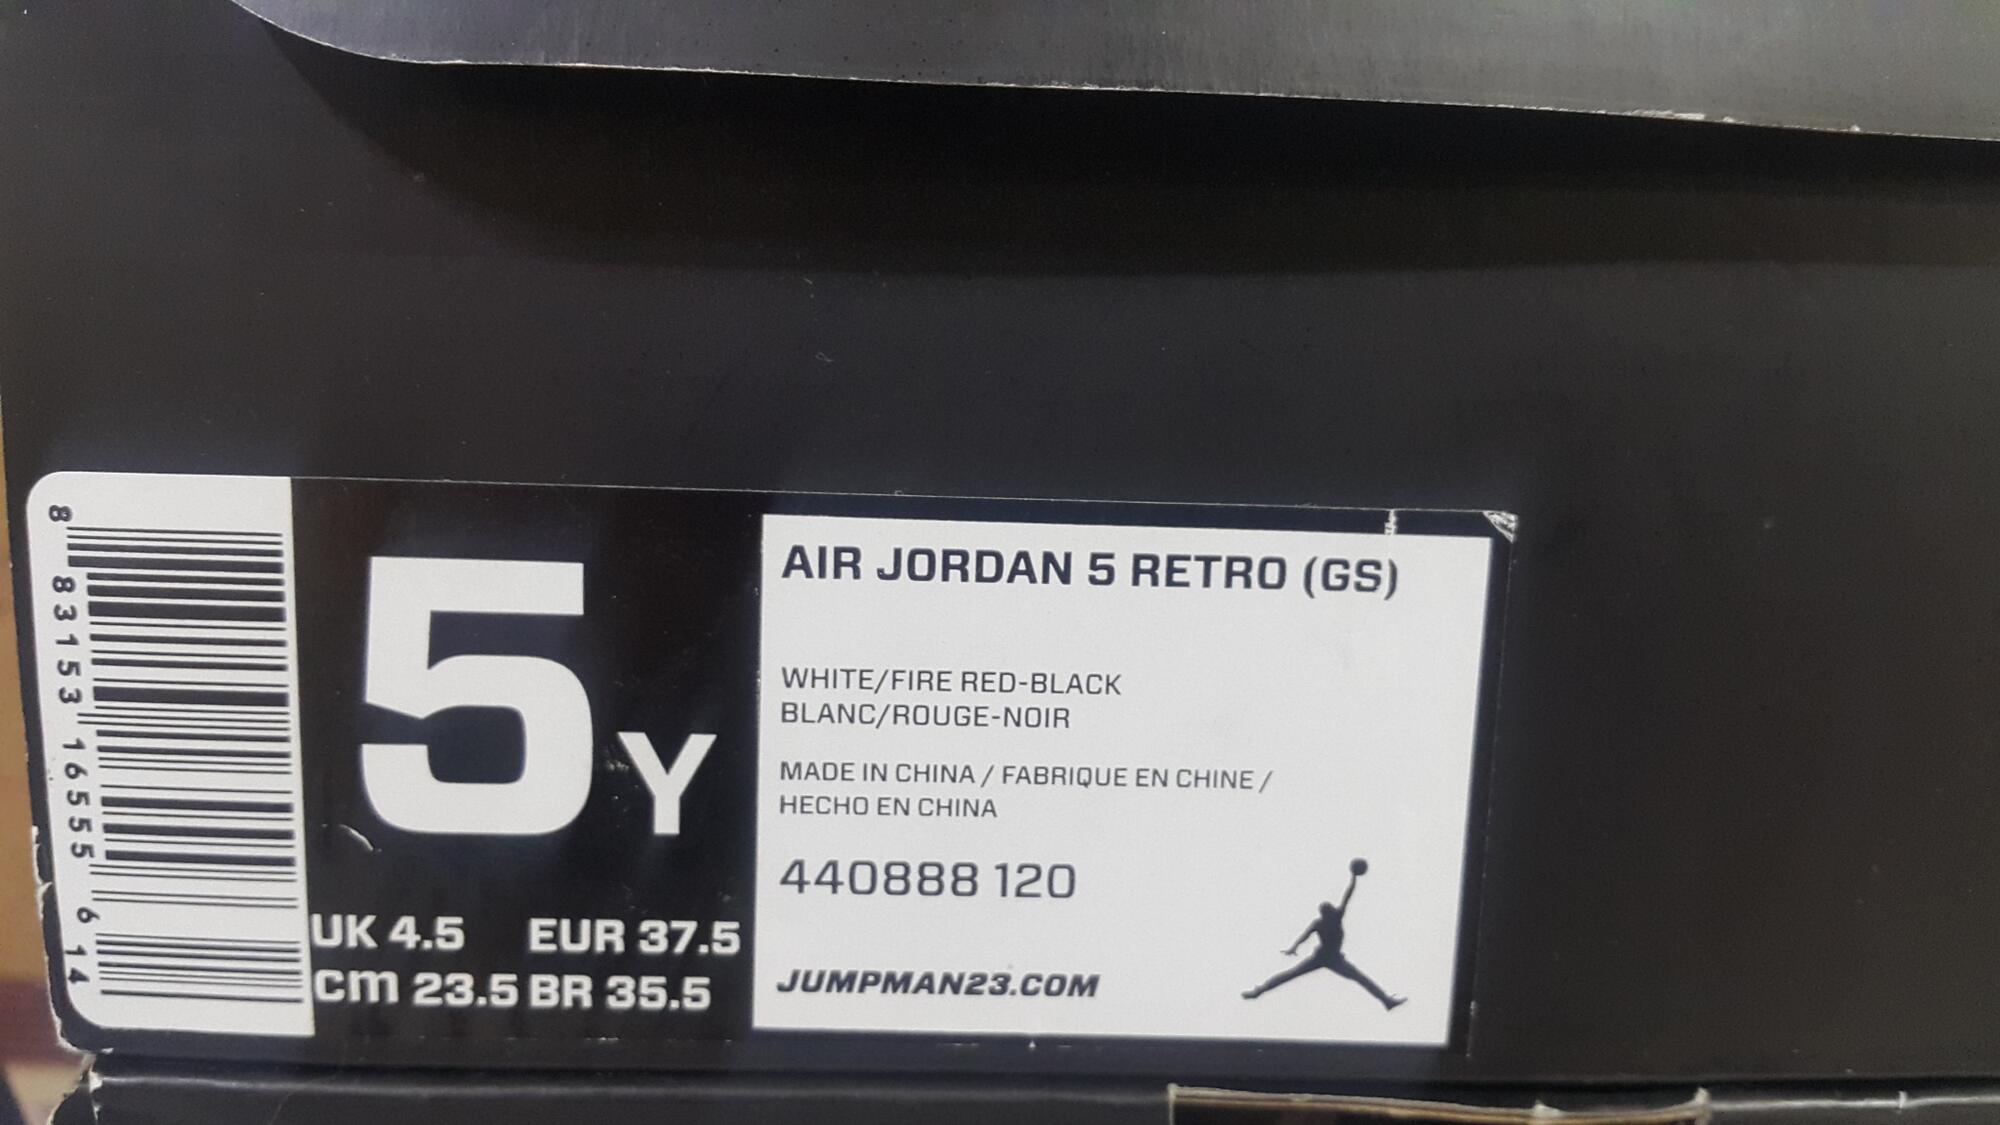 8 83153 16555 6 14
5Y
UK 4.5 EUR 37.5
cm 23.5 BR 35.5
AIR JORDAN 5 RETRO (GS)
WHITE/FIRE RED-BLACK
BLANC/ROUGE-NOIR
MADE IN CHINA / FABRIQUE EN CHINE /
HECHO EN CHINA
440888 120
JUMPMAN23.COM